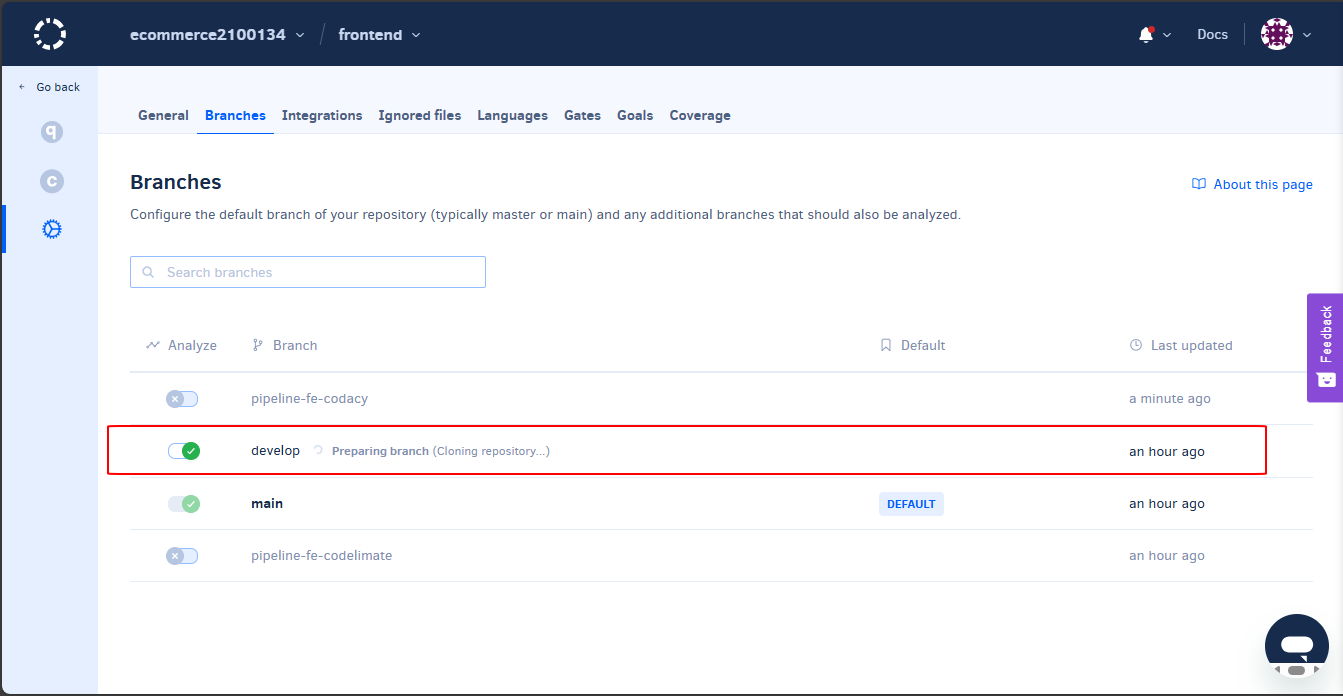 ecommerce2100134 / frontend
Docs
Go back
General Branches Integrations Ignored files Languages Gates Goals Coverage
Branches
About this page
Configure the default branch of your repository (typically master or main) and any additional branches that should also be analyzed.
Search branches
Analyze Branch Default Last updated
pipeline-fe-codacy a minute ago
develop Preparing branch (Cloning repository...) an hour ago
main DEFAULT an hour ago
pipeline-fe-codelimate an hour ago
q
C
Feedback